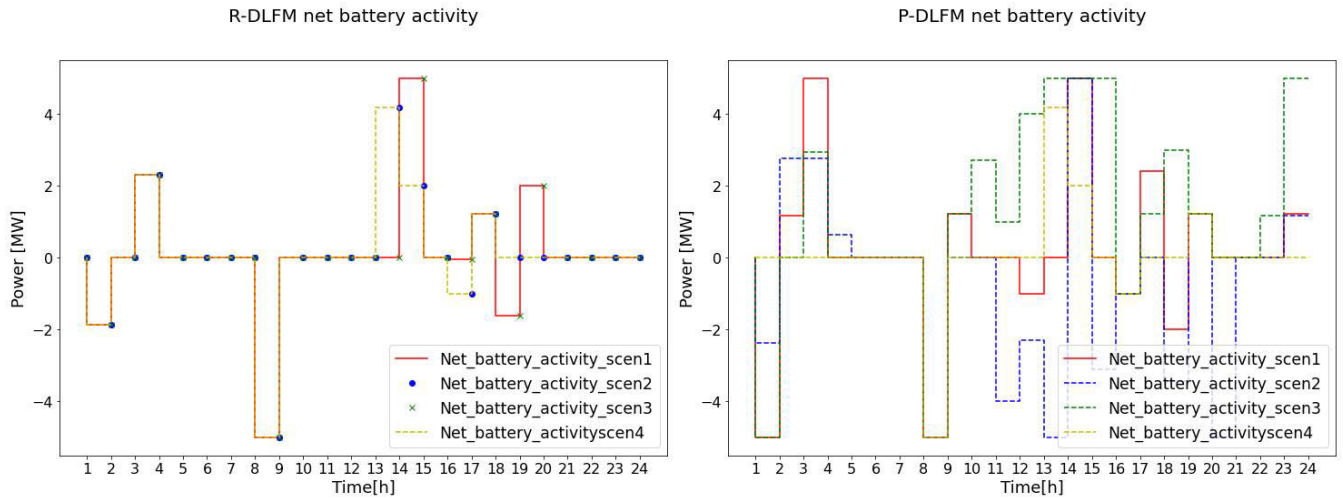 R-DLFM net battery activity
Power [MW]
4
2
0
−2
−4
Net_battery_activity_scen1
Net_battery_activity_scen2
Net_battery_activity_scen3
Net_battery_activityscen4
1 2 3 4 5 6 7 8 9 10 11 12 13 14 15 16 17 18 19 20 21 22 23 24
Time[h]
P-DLFM net battery activity
Power [MW]
4
2
0
−2
−4
Net_battery_activity_scen1
Net_battery_activity_scen2
Net_battery_activity_scen3
Net_battery_activityscen4
1 2 3 4 5 6 7 8 9 10 11 12 13 14 15 16 17 18 19 20 21 22 23 24
Time[h]